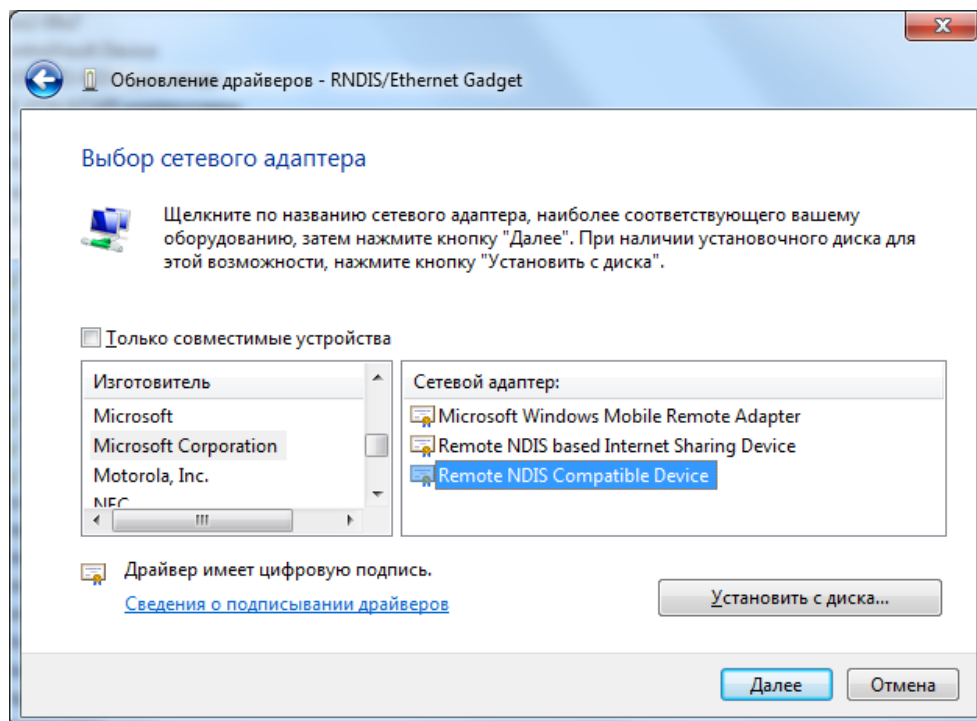 Обновление драйверов - RNDIS/Ethernet Gadget
Выбор сетевого адаптера
Щелкните по названию сетевого адаптера, наиболее соответствующего вашему
оборудованию, затем нажмите кнопку "Далее". При наличии установочного диска для
этой возможности, нажмите кнопку "Установить с диска".
Только совместимые устройства
Изготовитель
Microsoft
Microsoft Corporation
Motorola, Inc.
NEC
Сетевой адаптер:
Microsoft Windows Mobile Remote Adapter
Remote NDIS based Internet Sharing Device
Remote NDIS Compatible Device
Драйвер имеет цифровую подпись.
Сведения о подписывании драйверов
Установить с диска...
Далее
Отмена